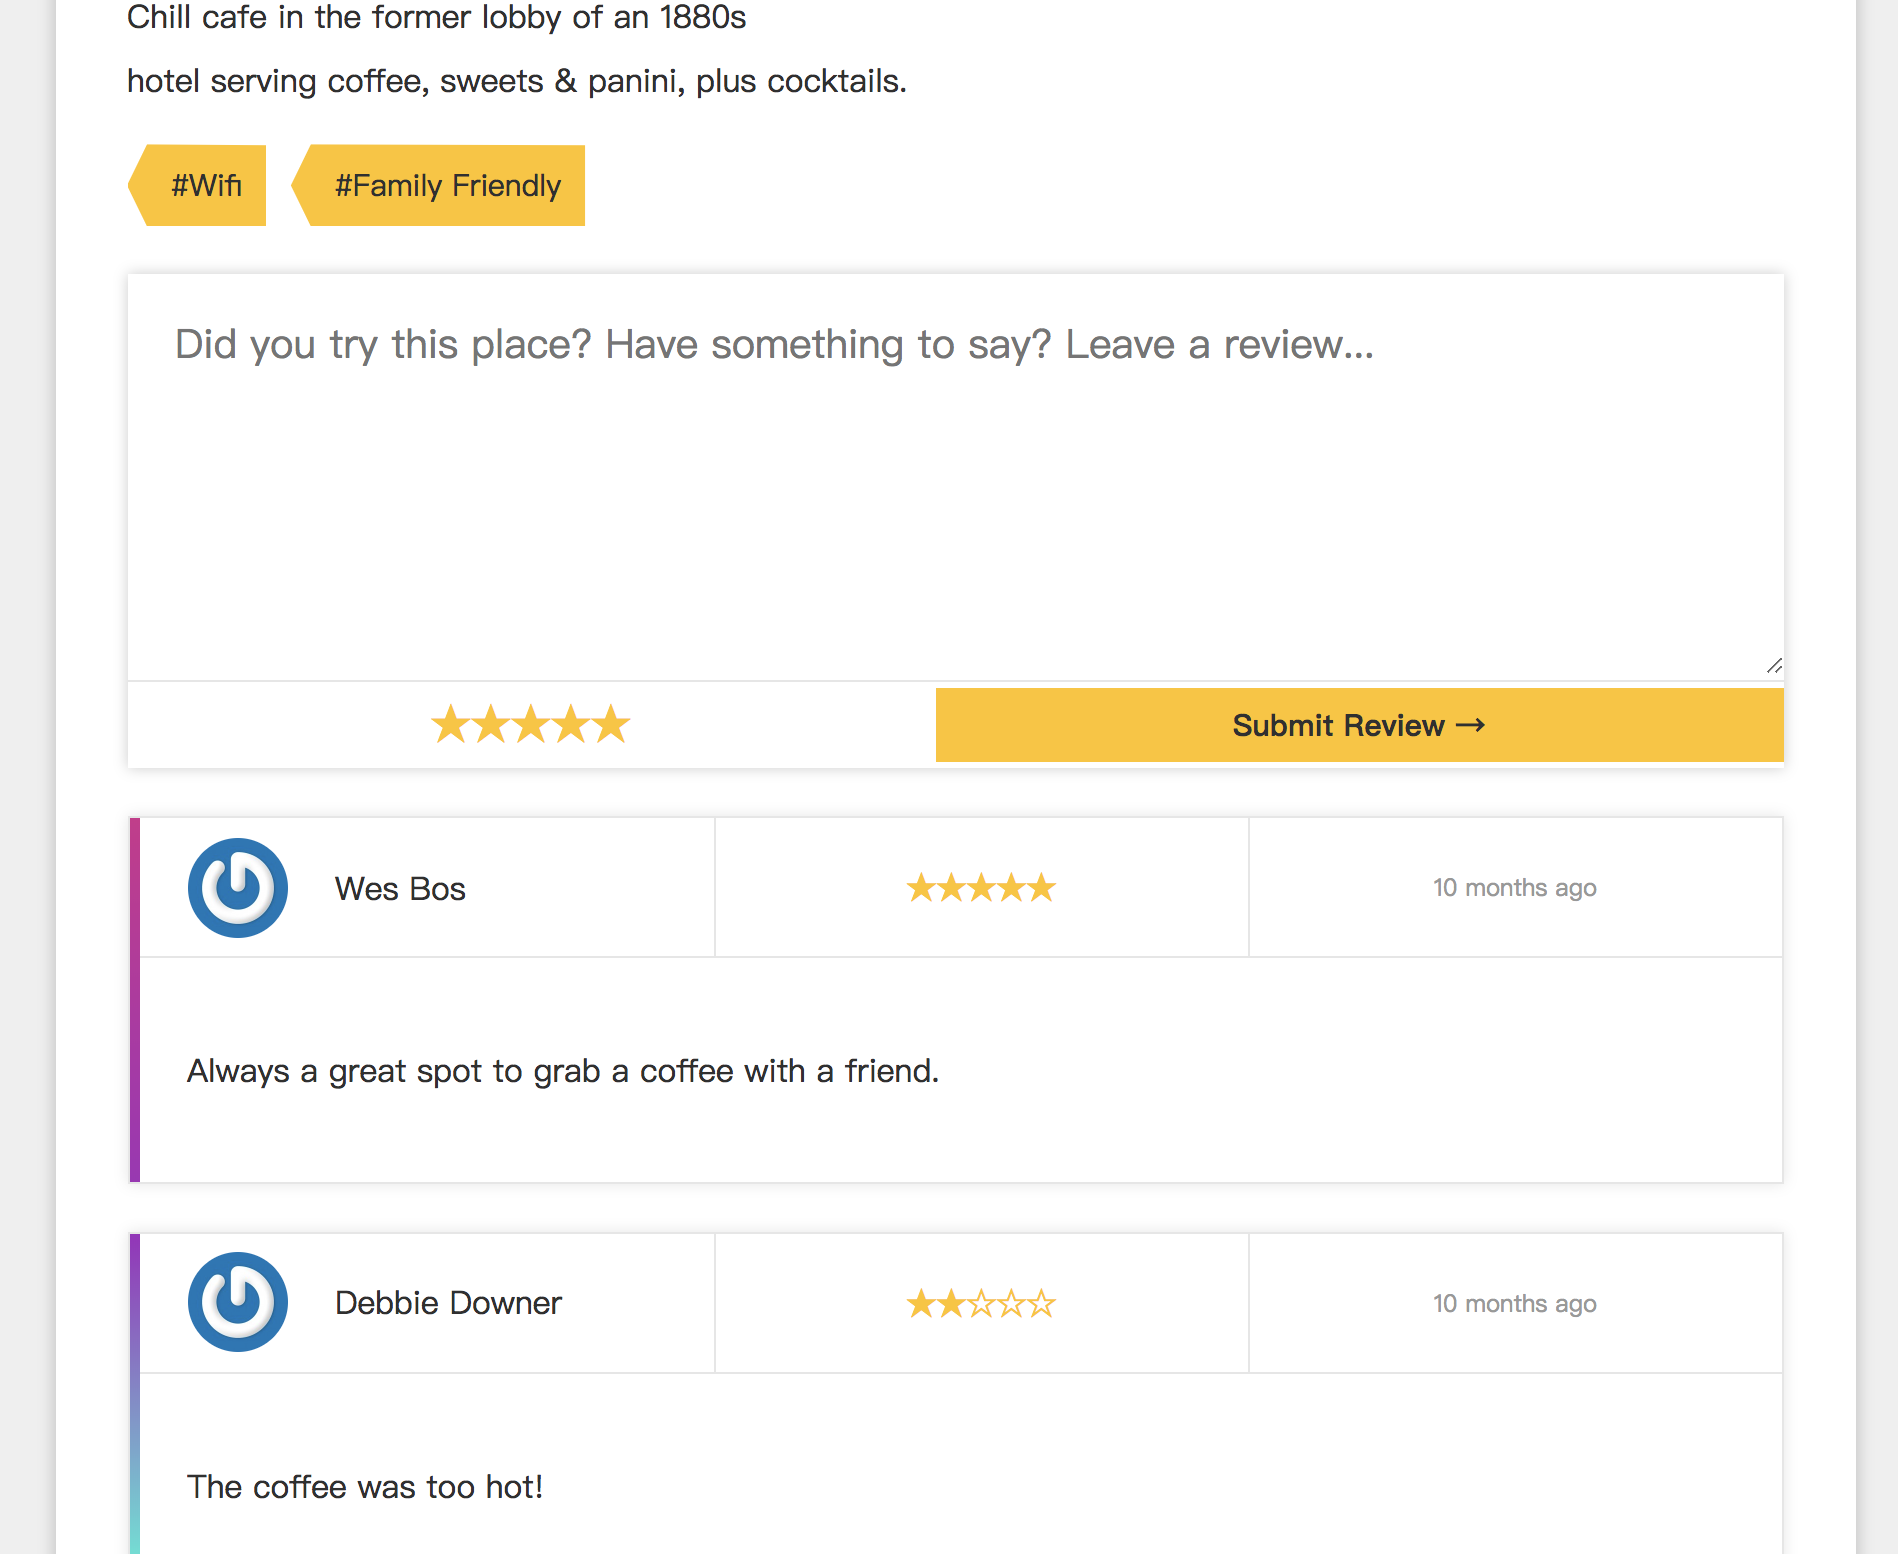 Chill cafe in the former lobby of an 1880s
hotel serving coffee, sweets & panini, plus cocktails.
#Wifi #Family Friendly
Did you try this place? Have something to say? Leave a review...
★★★★★ Submit Review →
Wes Bos ★★★★★ 10 months ago
Always a great spot to grab a coffee with a friend.
Debbie Downer ★★☆☆☆ 10 months ago
The coffee was too hot!